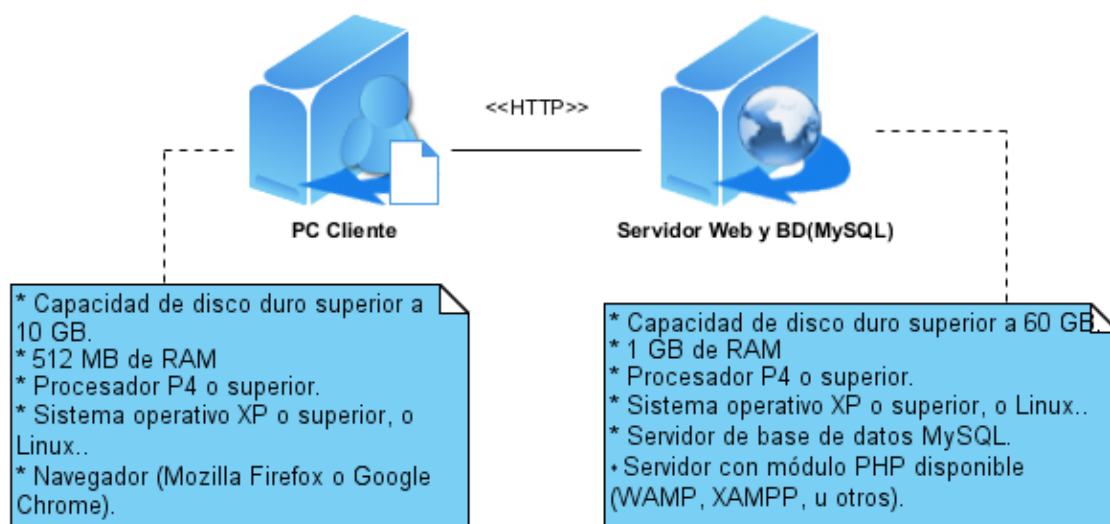 <<HTTP>>
PC Cliente
Servidor Web y BD(MySQL)
* Capacidad de disco duro superior a
10 GB.
* 512 MB de RAM
* Procesador P4 o superior.
* Sistema operativo XP o superior, o
Linux..
* Navegador (Mozilla Firefox o Google
Chrome).
* Capacidad de disco duro superior a 60 GB.
* 1 GB de RAM
* Procesador P4 o superior.
* Sistema operativo XP o superior, o Linux..
* Servidor de base de datos MySQL.
* Servidor con módulo PHP disponible
(WAMP, XAMPP, u otros).